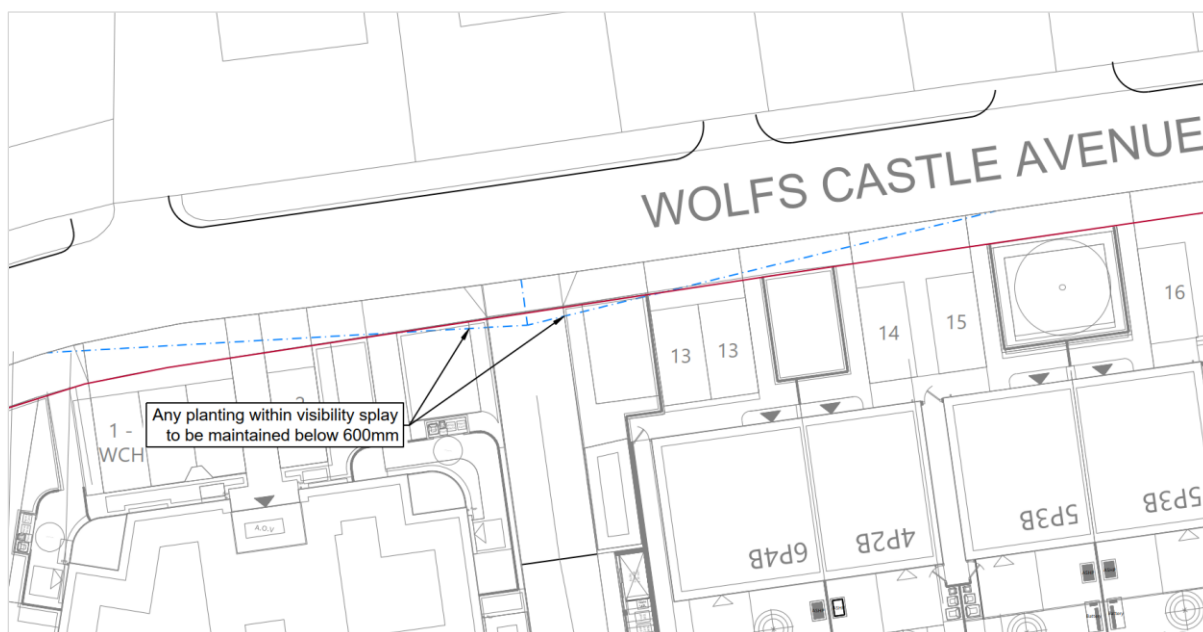 WOLFS CASTLE AVENUE
16
15
14
13
13
Any planting within visibility splay
to be maintained below 600mm
1 -
WCH
A.O.V
6P4B
4P2B
5P3B
5P3B